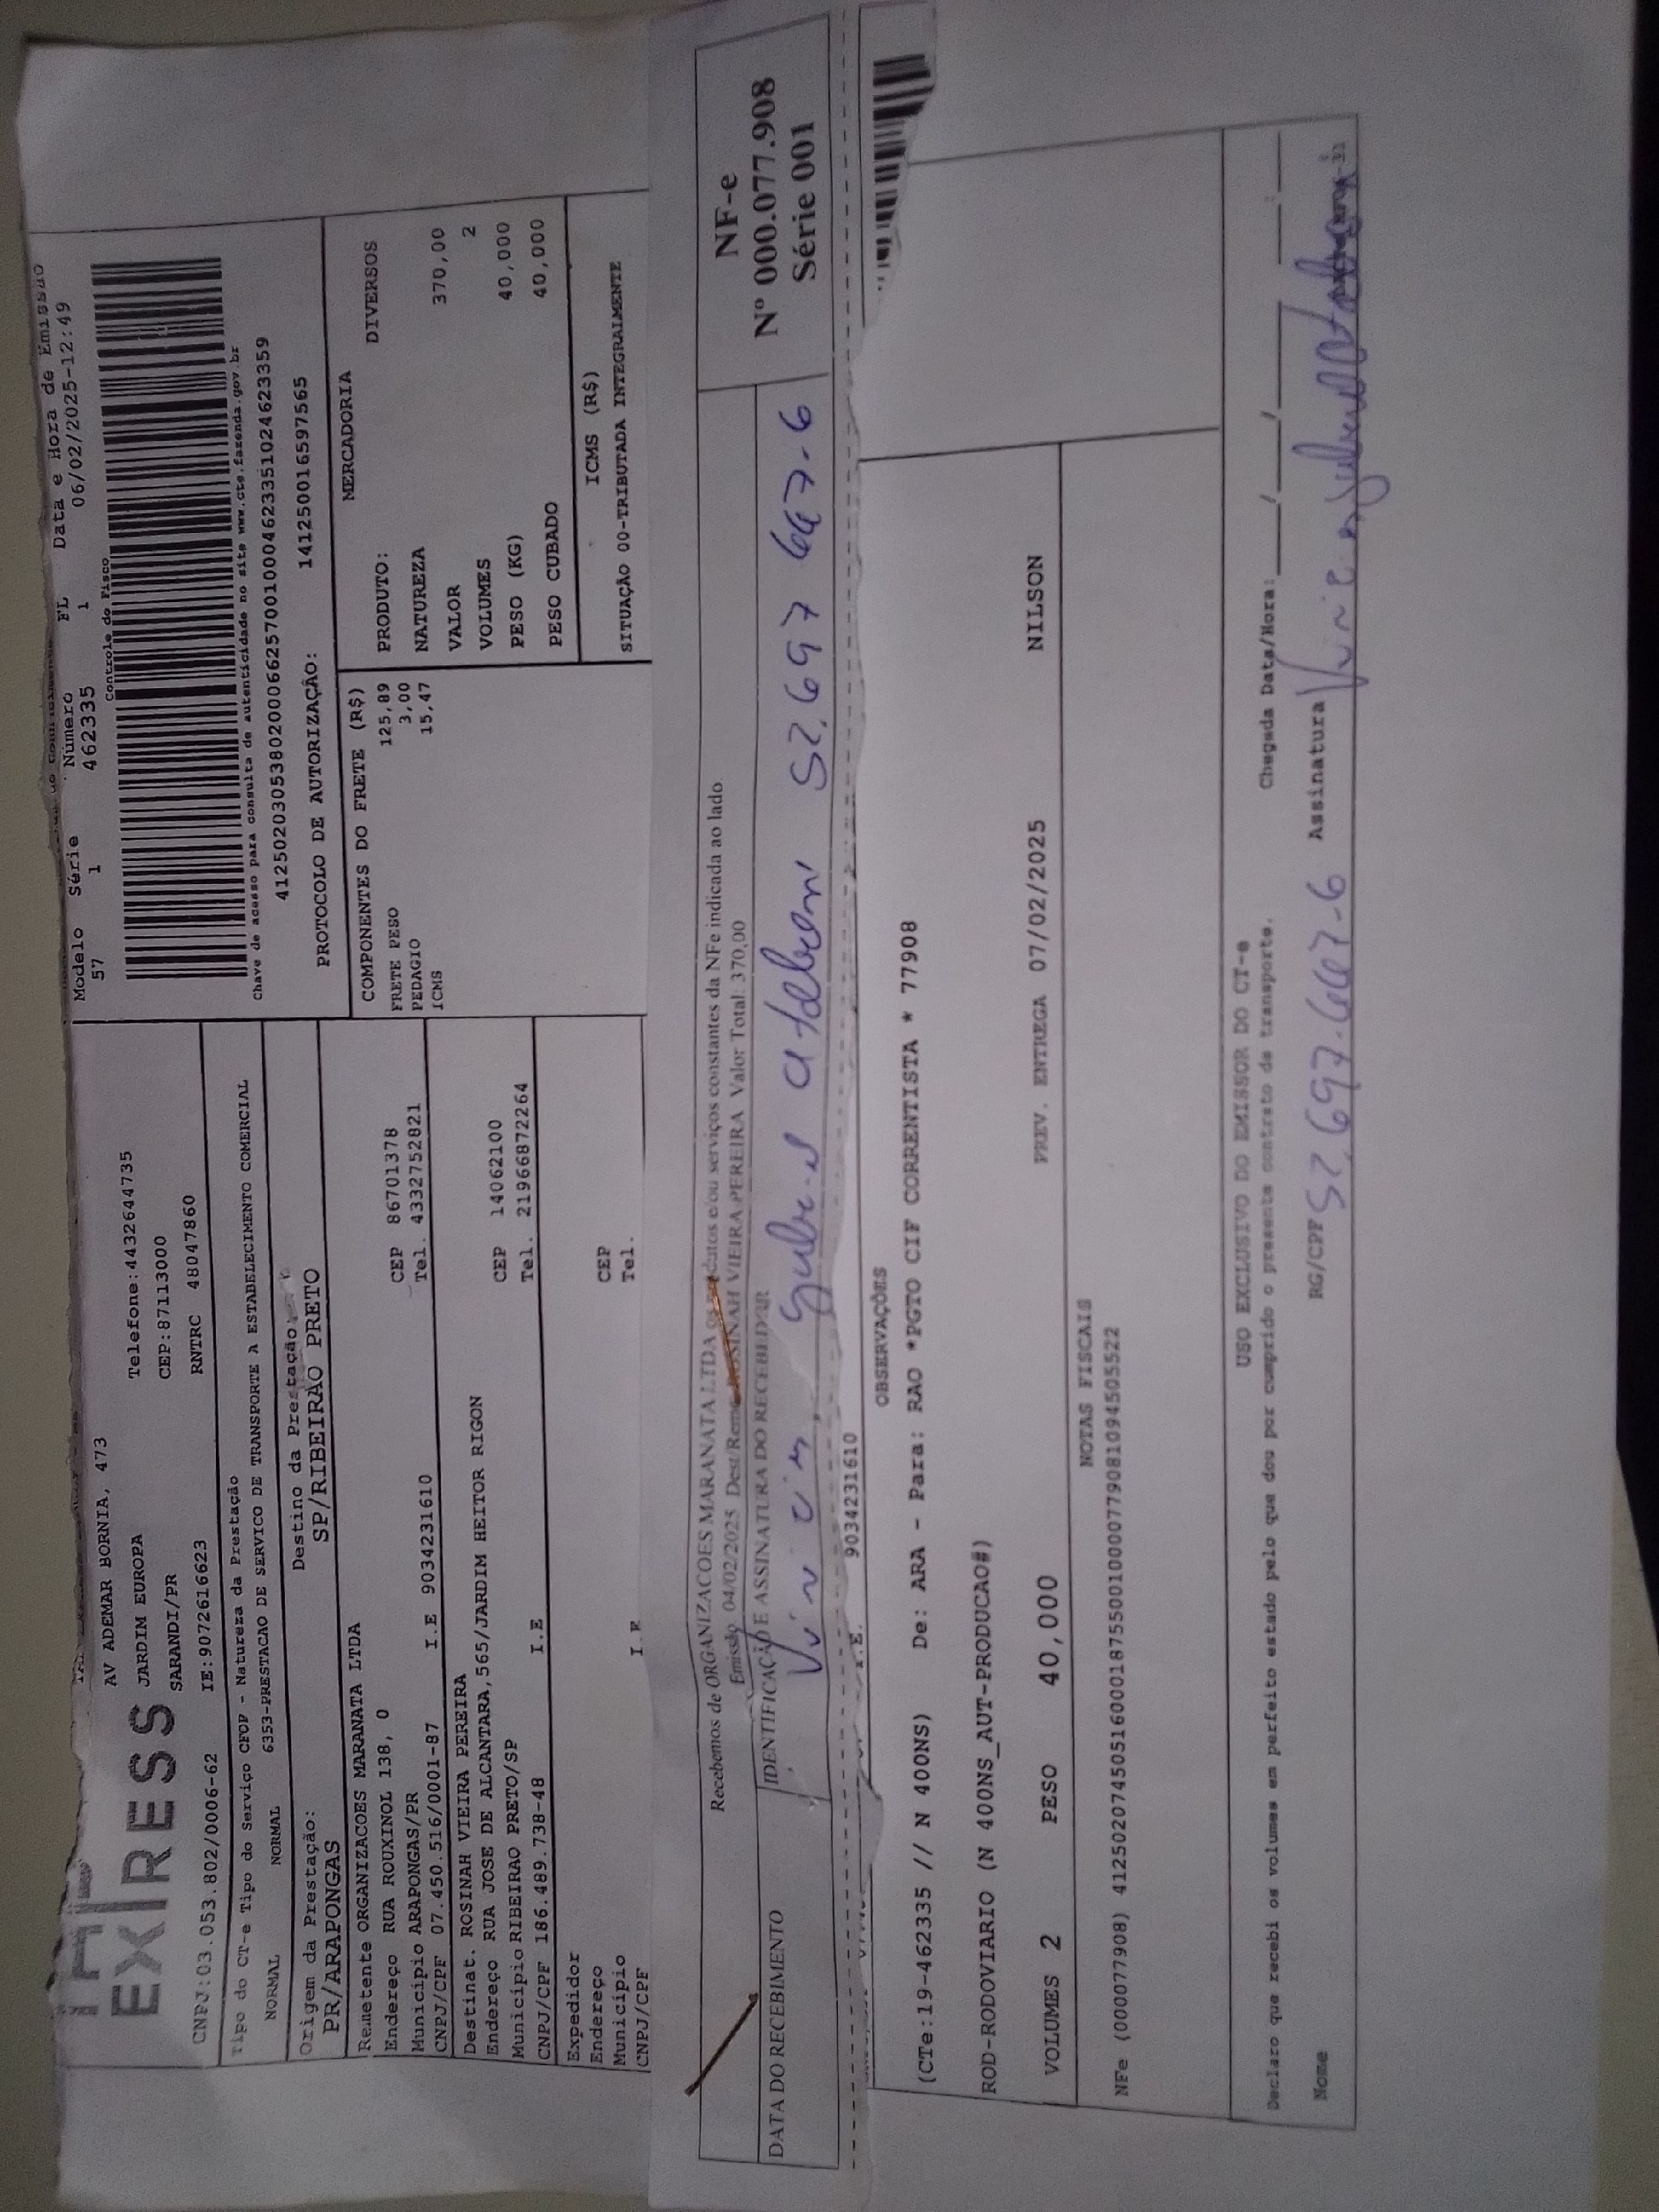 EXPRESS
AV ADEMAR BORNIA, 473
JARDIM EUROPA Telefone:4432644735
SARANDI/PR CEP:87113000
CNPJ:03.053.802/0006-62 IE:9072616623 RNTRC 48047860
Modelo Série Número FL Data e Hora de Emissão
57 1 462335 1 06/02/2025-12:49
Controle do Fisco
Chave de acesso para consulta de autenticidade no site www.cte.fazenda.gov.br
41250203053802000662570010004623351024623359
PROTOCOLO DE AUTORIZAÇÃO: 141250016597565
Tipo do CT-e Tipo do Serviço CFOP - Natureza da Prestação
NORMAL NORMAL 6353-PRESTACAO DE SERVICO DE TRANSPORTE A ESTABELECIMENTO COMERCIAL
Origem da Prestação: Destino da Prestação:
PR/ARAPONGAS SP/RIBEIRAO PRETO
Remetente ORGANIZACOES MARANATA LTDA
Endereço RUA ROUXINOL 138, 0 CEP 86701378
Município ARAPONGAS/PR Tel. 4332752821
CNPJ/CPF 07.450.516/0001-87 I.E 9034231610
Destinat. ROSINAH VIEIRA PEREIRA
Endereço RUA JOSE DE ALCANTARA,565/JARDIM HEITOR RIGON
Município RIBEIRAO PRETO/SP CEP 14062100
CNPJ/CPF 186.489.738-48 I.E Tel. 21966872264
Expedidor
Endereço
Município CEP
CNPJ/CPF I.E Tel.
COMPONENTES DO FRETE (R$)
FRETE PESO 125,89
PEDAGIO 3,00
ICMS 15,47
MERCADORIA
PRODUTO: DIVERSOS
NATUREZA
VALOR 370,00
VOLUMES 2
PESO (KG) 40,000
PESO CUBADO 40,000
ICMS (R$)
SITUAÇÃO 00-TRIBUTADA INTEGRALMENTE
Recebemos de ORGANIZACOES MARANATA LTDA os produtos e/ou serviços constantes da NFe indicada ao lado
Emissão 04/02/2025 Dest/Reme ROSINAH VIEIRA PEREIRA Valor Total: 370,00
DATA DO RECEBIMENTO IDENTIFICAÇÃO E ASSINATURA DO RECEBEDOR
52.697 667-6
NF-e
Nº 000.077.908
Série 001
I.E. 9034231610
OBSERVAÇÕES
(CTe:19-462335 // N 400NS) De: ARA - Para: RAO *PGTO CIF CORRENTISTA * 77908
ROD-RODOVIARIO (N 400NS_AUT-PRODUCAO#)
VOLUMES 2 PESO 40,000 PREV. ENTREGA 07/02/2025 NILSON
NOTAS FISCAIS
NFe (000077908) 41250207450516000187550010000779081094505522
USO EXCLUSIVO DO EMISSOR DO CT-e
Declaro que recebi os volumes em perfeito estado pelo que dou por cumprido o presente contrato de transporte. Chegada Data/Hora:___/___/___ ___:___
Nome RG/CPF 52.697.667-6 Assinatura